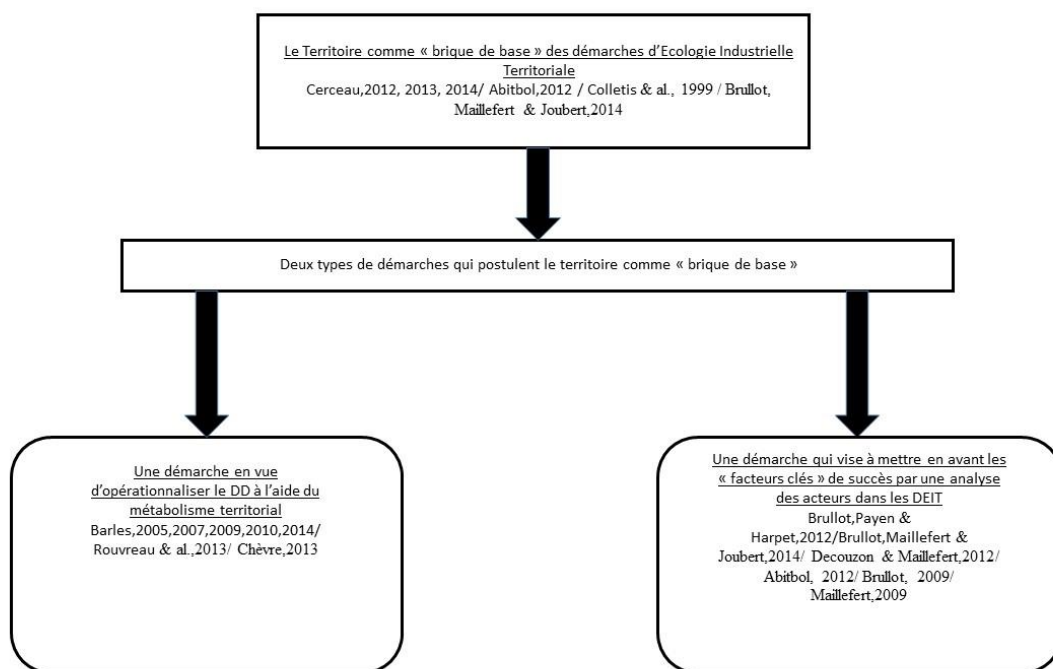 Le Territoire comme « brique de base » des démarches d'Ecologie Industrielle
Territoriale
Cerceau,2012, 2013, 2014/ Abitbol,2012 / Colletis & al., 1999 / Brullot,
Maillefert & Joubert,2014
Deux types de démarches qui postulent le territoire comme « brique de base »
Une démarche en vue
d'opérationnaliser le DD à l'aide du
métabolisme territorial
Barles,2005,2007,2009,2010,2014/
Rouvreau & al.,2013/ Chèvre,2013
Une démarche qui vise à mettre en avant les
« facteurs clés » de succès par une analyse
des acteurs dans les DEIT
Brullot,Payen &
Harpet,2012/Brullot,Maillefert &
Joubert,2014/ Decouzon & Maillefert,2012/
Abitbol, 2012/ Brullot, 2009/
Maillefert,2009